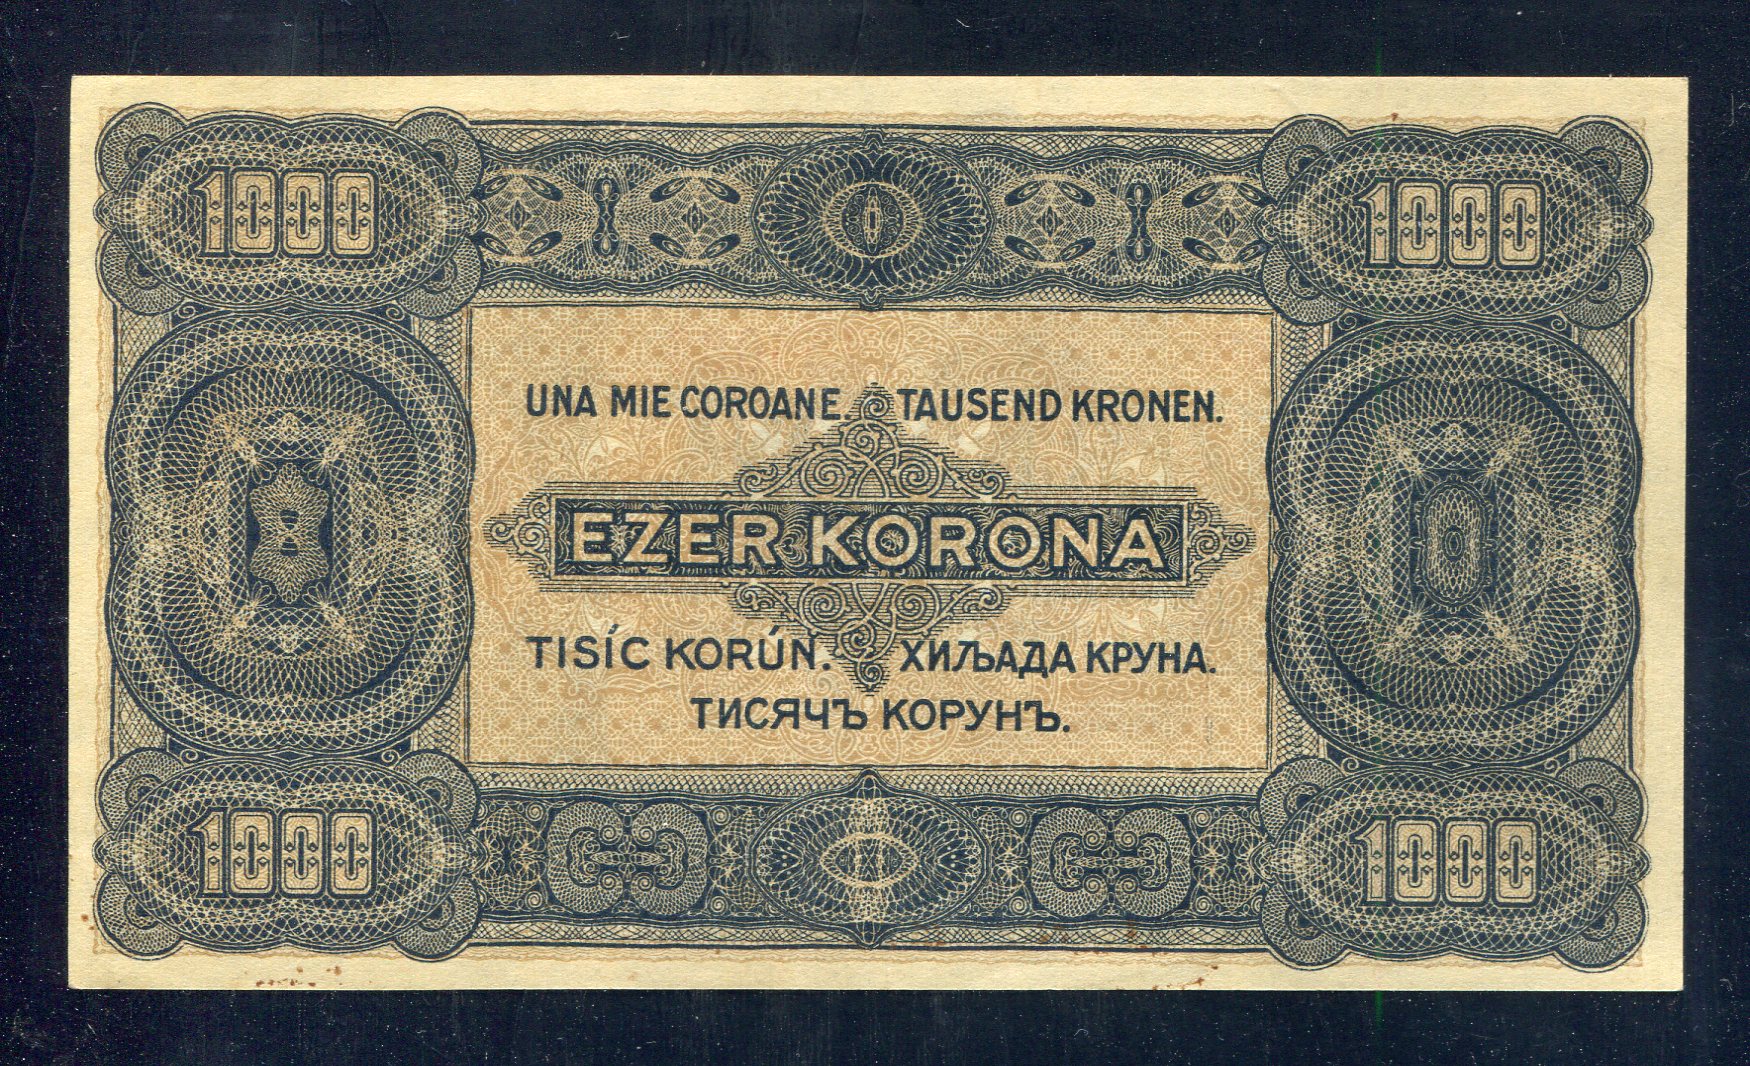 1000 1000
UNA MIE COROANE. TAUSEND KRONEN.
EZER KORONA
TISÍC KORÚN. ХИЉАДА КРУНА.
ТИСЯЧЪ КОРУНЪ.
1000 1000